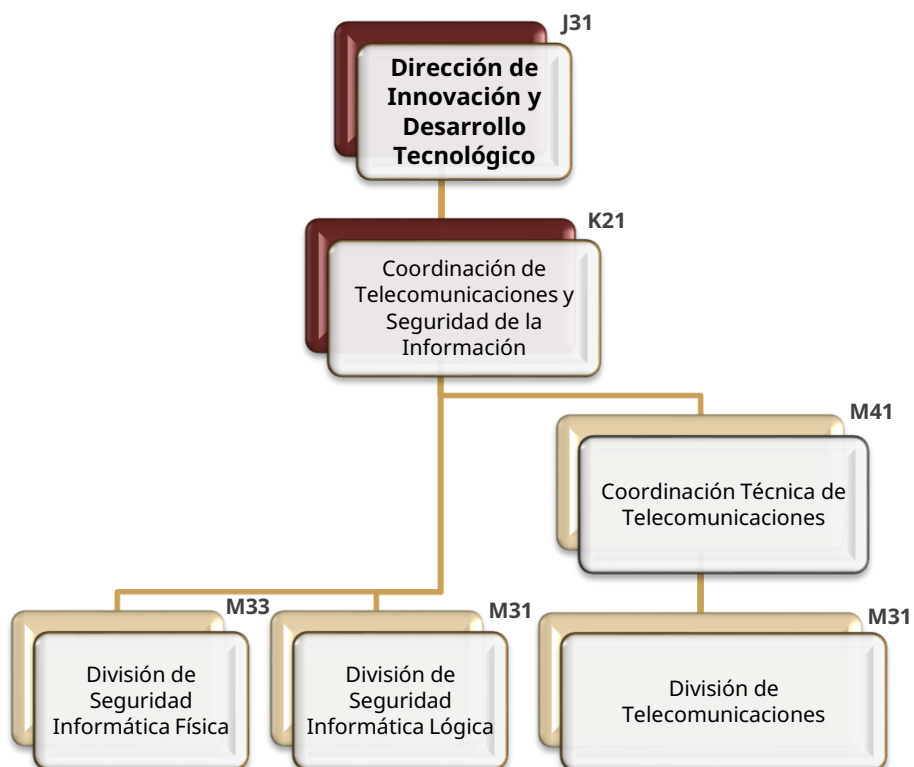 J31
Dirección de
Innovación y
Desarrollo
Tecnológico
K21
Coordinación de
Telecomunicaciones y
Seguridad de la
Información
M41
Coordinación Técnica de
Telecomunicaciones
M33
División de
Seguridad
Informática Física
M31
División de
Seguridad
Informática Lógica
M31
División de
Telecomunicaciones